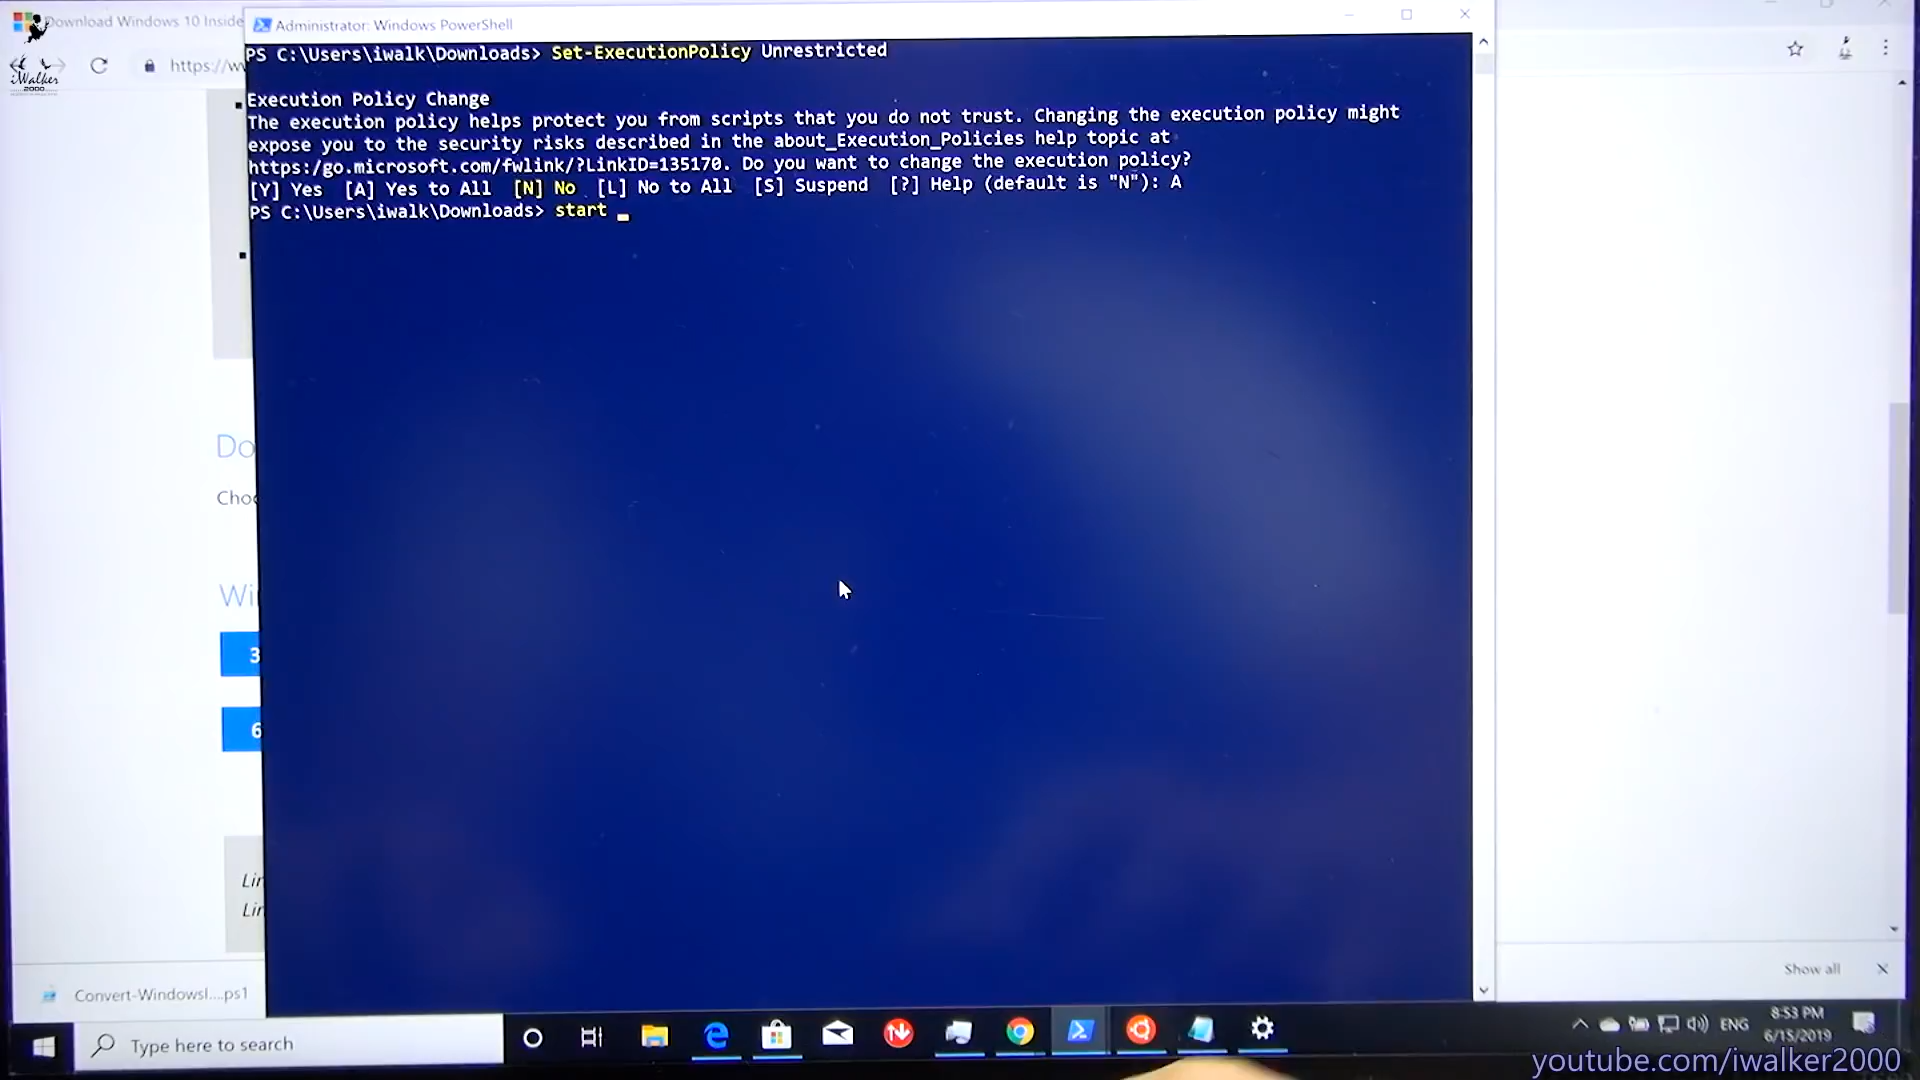 Download Windows 10 Inside
Administrator: Windows PowerShell
https://w
iWalker
2000
PS C:\Users\iwalk\Downloads> Set-ExecutionPolicy Unrestricted
Execution Policy Change
The execution policy helps protect you from scripts that you do not trust. Changing the execution policy might
expose you to the security risks described in the about_Execution_Policies help topic at
https:/go.microsoft.com/fwlink/?LinkID=135170. Do you want to change the execution policy?
[Y] Yes  [A] Yes to All  [N] No  [L] No to All  [S] Suspend  [?] Help (default is "N"): A
PS C:\Users\iwalk\Downloads> start _
Do
Choo
Wi
3
6
Lin
Lin
Convert-WindowsI....ps1
Show all
Type here to search
ENG
8:53 PM
6/15/2019
youtube.com/iwalker2000